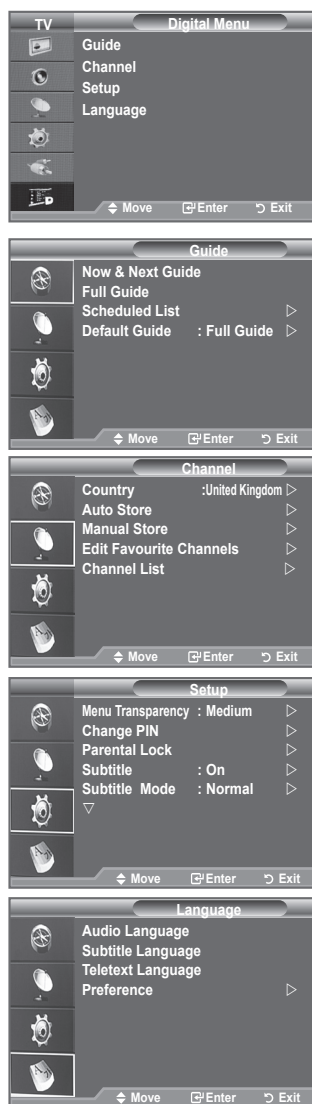 TV Digital Menu
Guide
Channel
Setup
Language
Move Enter Exit
Guide
Now & Next Guide
Full Guide
Scheduled List
Default Guide : Full Guide
Move Enter Exit
Channel
Country :United Kingdom
Auto Store
Manual Store
Edit Favourite Channels
Channel List
Move Enter Exit
Setup
Menu Transparency : Medium
Change PIN
Parental Lock
Subtitle : On
Subtitle Mode : Normal
Move Enter Exit
Language
Audio Language
Subtitle Language
Teletext Language
Preference
Move Enter Exit